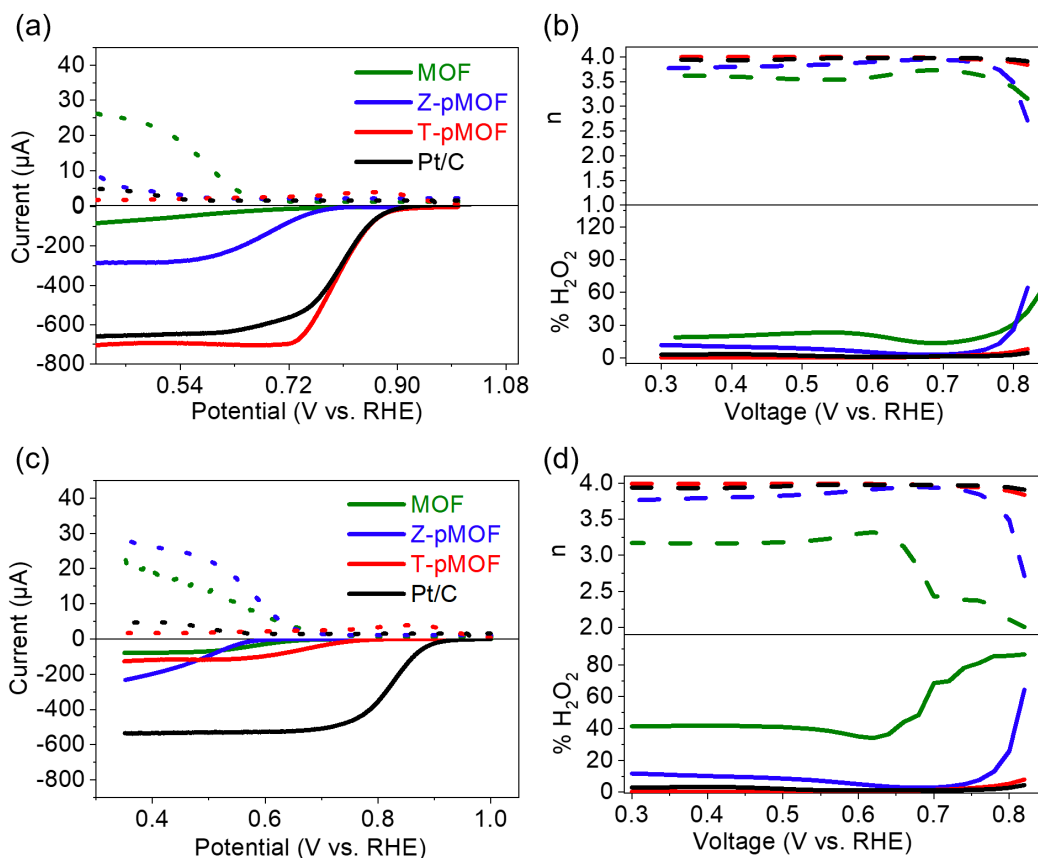 (a)
40
30
20
10
0
-200
-400
-600
-800
Current (µA)
MOF
Z-pMOF
T-pMOF
Pt/C
0.54 0.72 0.90 1.08
Potential (V vs. RHE)
(b)
4.0
3.5
3.0
2.5
2.0
1.5
1.0
n
120
90
60
30
0
% H₂O₂
0.3 0.4 0.5 0.6 0.7 0.8
Voltage (V vs. RHE)
(c)
40
30
20
10
0
-200
-400
-600
-800
Current (µA)
MOF
Z-pMOF
T-pMOF
Pt/C
0.4 0.6 0.8 1.0
Potential (V vs. RHE)
(d)
4.0
3.5
3.0
2.5
2.0
n
80
60
40
20
0
% H₂O₂
0.3 0.4 0.5 0.6 0.7 0.8
Voltage (V vs. RHE)